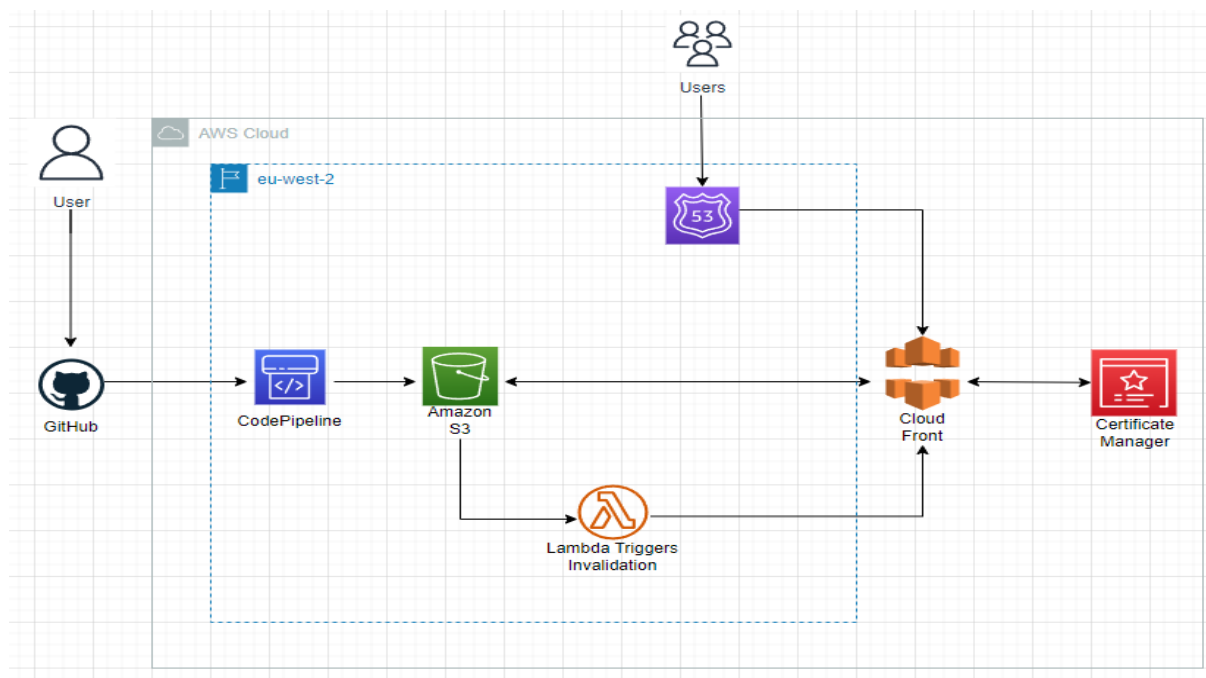 Users
AWS Cloud
eu-west-2
User
53
CodePipeline
Amazon
S3
GitHub
Cloud
Front
Certificate
Manager
Lambda Triggers
Invalidation